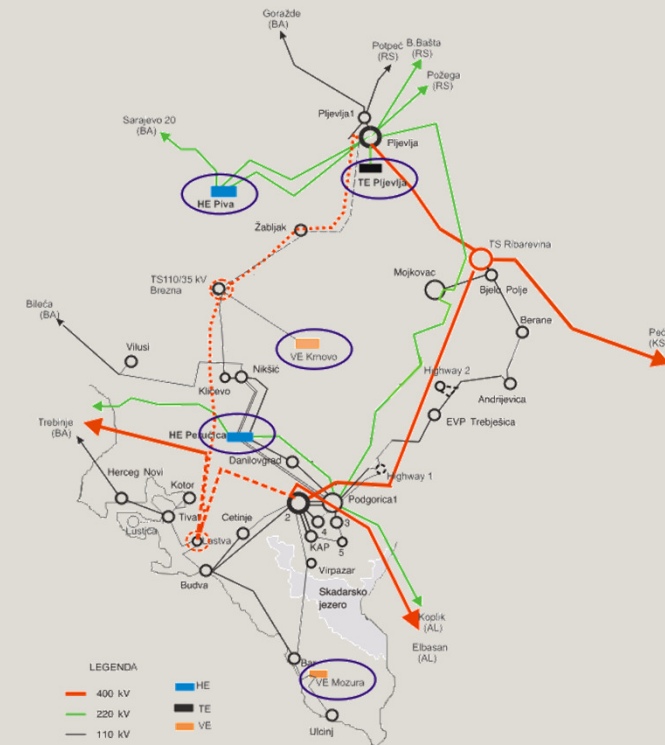 Goražde
(BA)
Potpeć
(RS)
B.Bašta
(RS)
Požega
(RS)
Sarajevo 20
(BA)
Pljevlja1
Pljevlja
HE Piva
TE Pljevlja
Žabljak
TS Ribarevina
TS110/35 kV
Brezna
Mojkovac
Bjelo Polje
Bileća
(BA)
Berane
Peć
(KS)
Vilusi
VE Krnovo
Nikšić
Kličevo
Highway 2
Andrijevica
Trebinje
(BA)
HE Perućica
EVP Trebješica
Danilovgrad
Highway 1
Herceg Novi
Kotor
Podgorica1
Tivat
Cetinje
2
4
3
Luštica
Lastva
KAP
5
Budva
Virpazar
Skadarsko
jezero
Koplik
(AL)
Elbasan
(AL)
Bar
VE Mozura
Ulcinj
LEGENDA
400 kV
220 kV
110 kV
HE
TE
VE